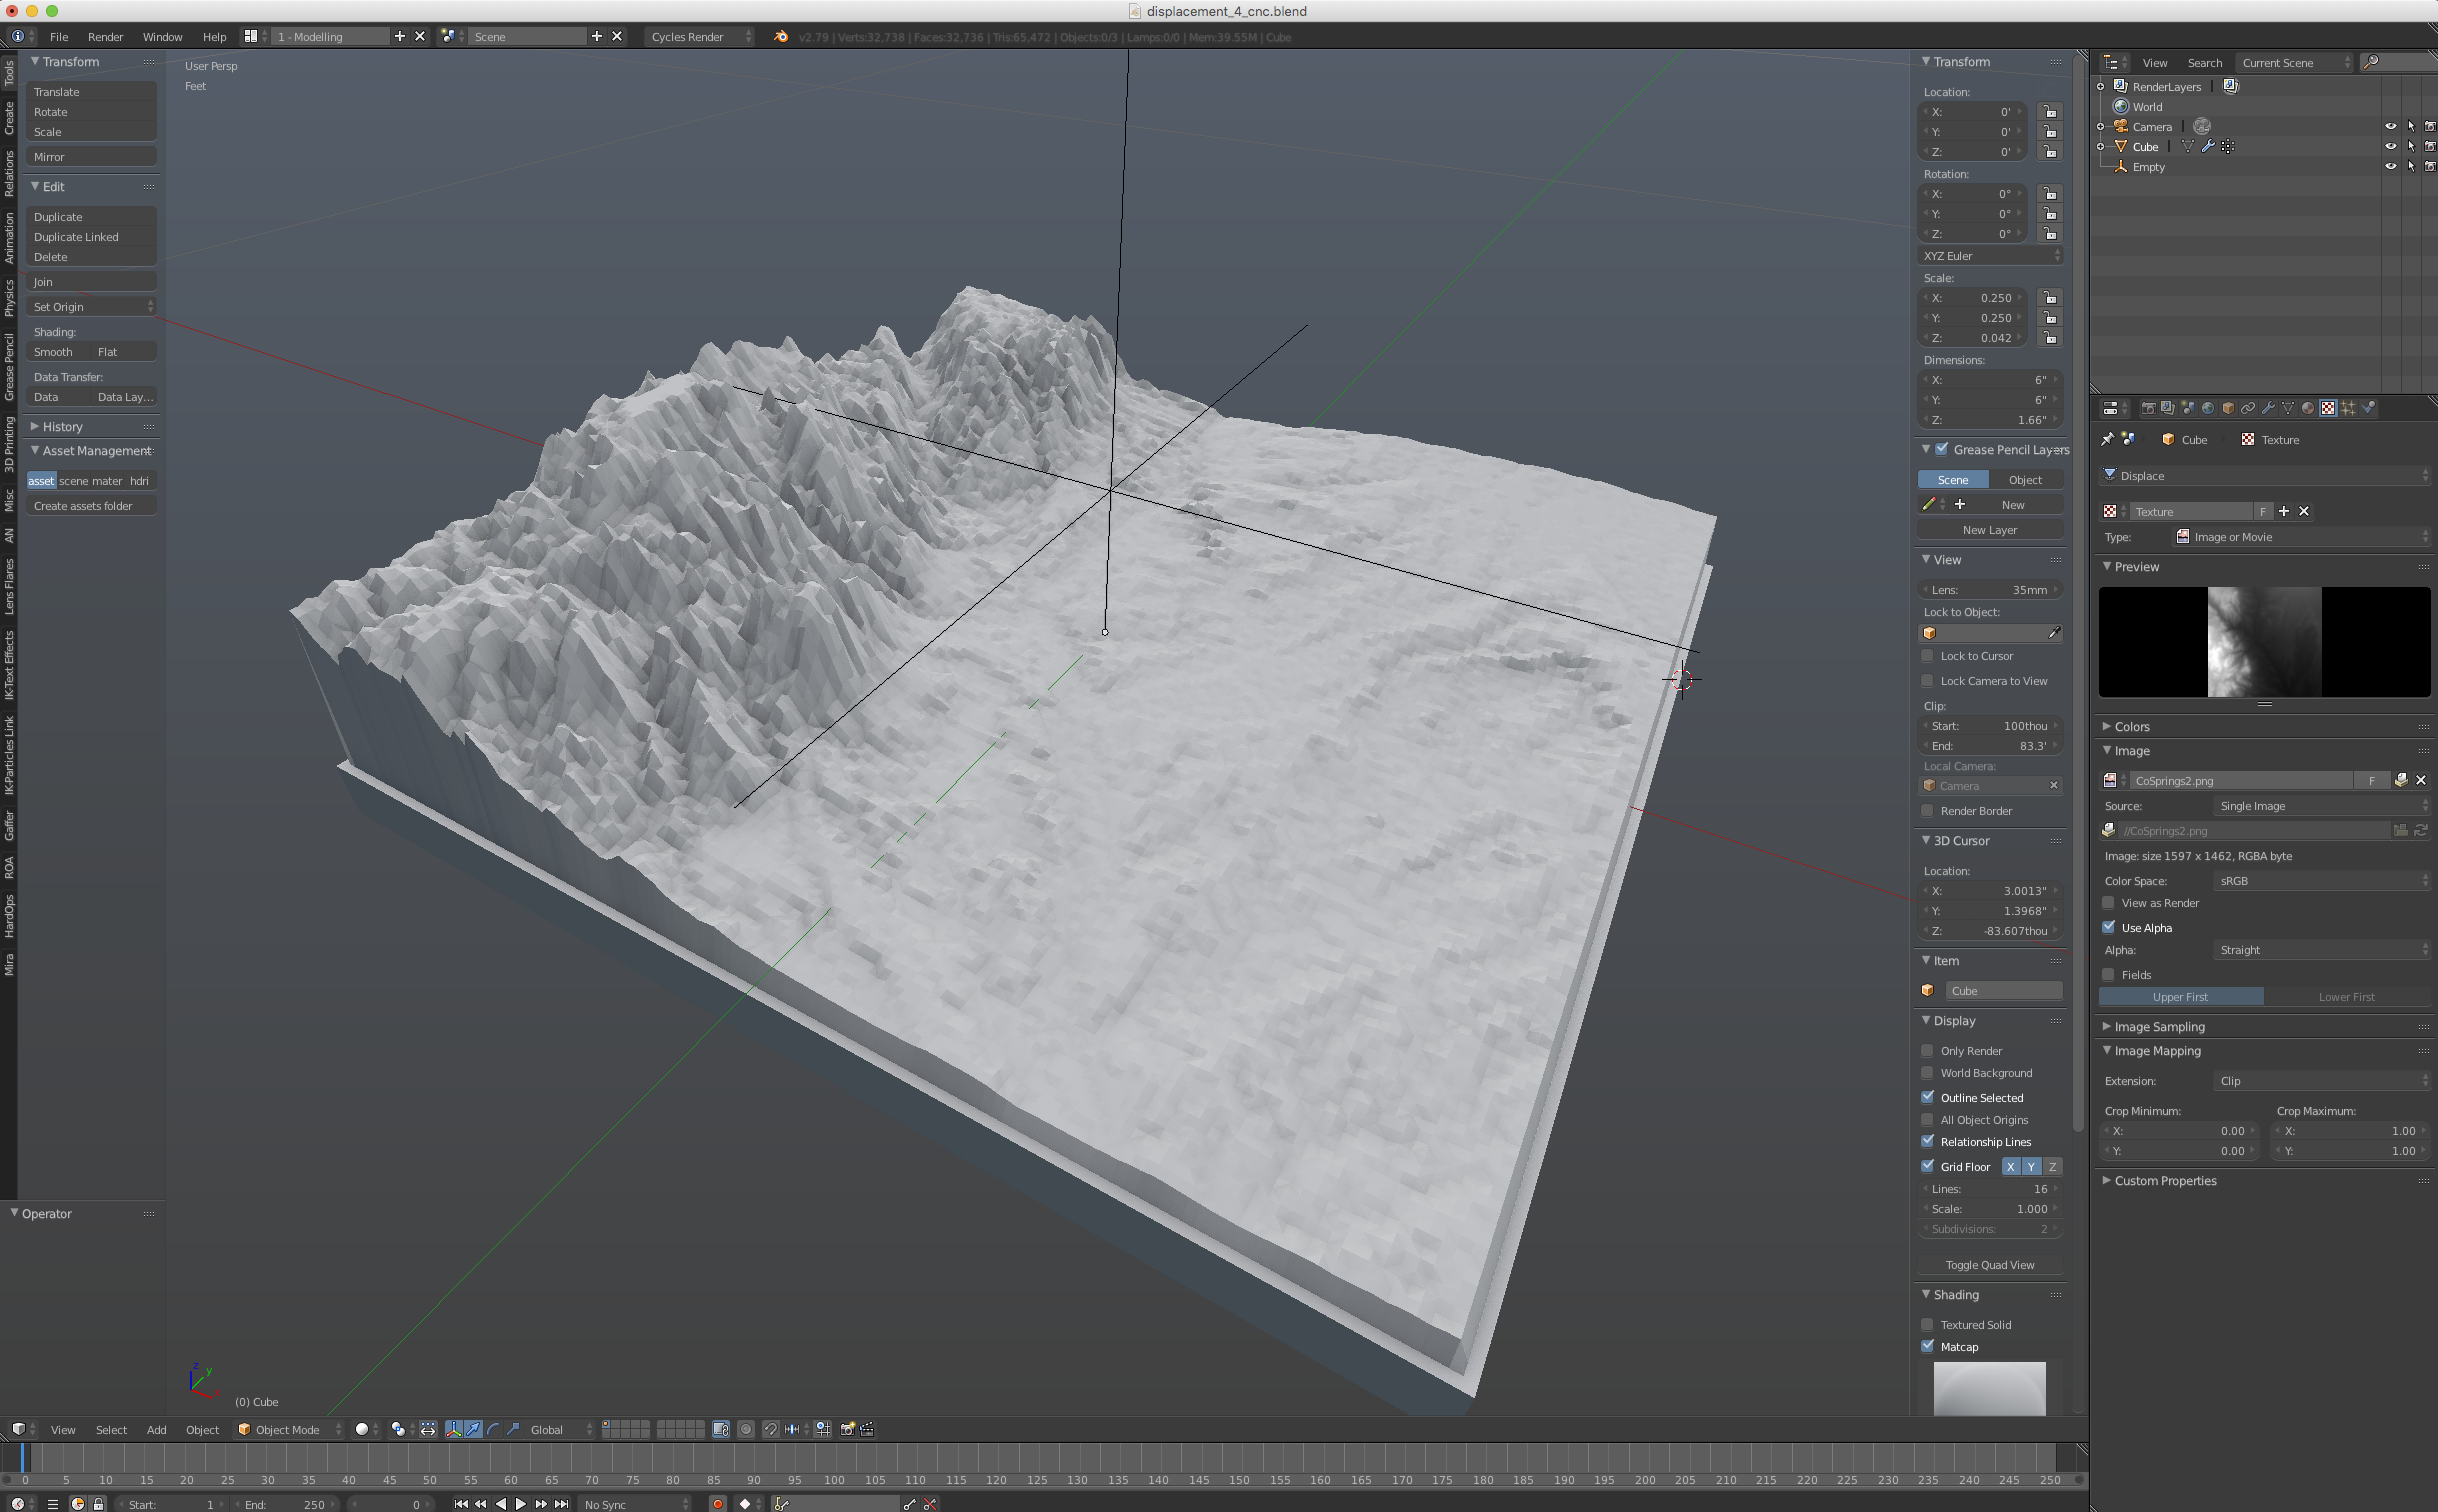 displacement_4_cnc.blend
File Render Window Help 1 - Modelling Scene Cycles Render v2.79 | Verts:32,738 | Faces:32,736 | Tris:65,472 | Objects:0/3 | Lamps:0/0 | Mem:39.55M | Cube
Tools
Create
Relations
Animation
Physics
Grease Pencil
3D Printing
Misc
AN
Lens Flares
IK-Text Effects
IK-Particles Link
Gaffer
ROA
HardOps
Mira
Transform
Translate
Rotate
Scale
Mirror
Edit
Duplicate
Duplicate Linked
Delete
Join
Set Origin
Shading:
Smooth Flat
Data Transfer:
Data Data Lay...
History
Asset Management
asset scene mater hdri
Create assets folder
Operator
User Persp
Feet
z
y
x
(0) Cube
Transform
Location:
X: 0'
Y: 0'
Z: 0'
Rotation:
X: 0°
Y: 0°
Z: 0°
XYZ Euler
Scale:
X: 0.250
Y: 0.250
Z: 0.042
Dimensions:
X: 6"
Y: 6"
Z: 1.66"
Grease Pencil Layers
Scene Object
New
New Layer
View
Lens: 35mm
Lock to Object:
Lock to Cursor
Lock Camera to View
Clip:
Start: 100thou
End: 83.3'
Local Camera:
Camera
Render Border
3D Cursor
Location:
X: 3.0013"
Y: 1.3968"
Z: -83.607thou
Item
Cube
Display
Only Render
World Background
Outline Selected
All Object Origins
Relationship Lines
Grid Floor X Y Z
Lines: 16
Scale: 1.000
Subdivisions: 2
Toggle Quad View
Shading
Textured Solid
Matcap
View Search Current Scene
RenderLayers
World
Camera
Cube
Empty
Cube Texture
Displace
Texture F
Type: Image or Movie
Preview
Colors
Image
CoSprings2.png F
Source: Single Image
//CoSprings2.png
Image: size 1597 x 1462, RGBA byte
Color Space: sRGB
View as Render
Use Alpha
Alpha: Straight
Fields
Upper First Lower First
Image Sampling
Image Mapping
Extension: Clip
Crop Minimum: Crop Maximum:
X: 0.00 X: 1.00
Y: 0.00 Y: 1.00
Custom Properties
View Select Add Object Object Mode Global
0 5 10 15 20 25 30 35 40 45 50 55 60 65 70 75 80 85 90 95 100 105 110 115 120 125 130 135 140 145 150 155 160 165 170 175 180 185 190 195 200 205 210 215 220 225 230 235 240 245 250
Start: 1 End: 250 0 No Sync